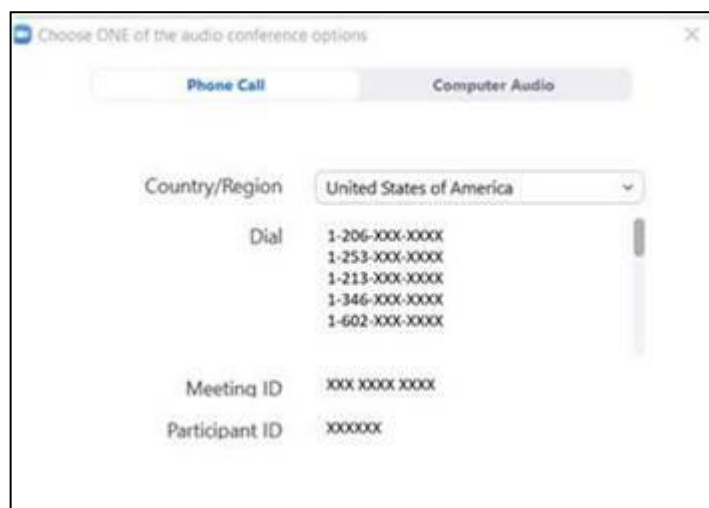 Choose ONE of the audio conference options
Phone Call Computer Audio
Country/Region United States of America
Dial 1-206-XXX-XXXX
1-253-XXX-XXXX
1-213-XXX-XXXX
1-346-XXX-XXXX
1-602-XXX-XXXX
Meeting ID XXX XXXX XXXX
Participant ID XXXXXX